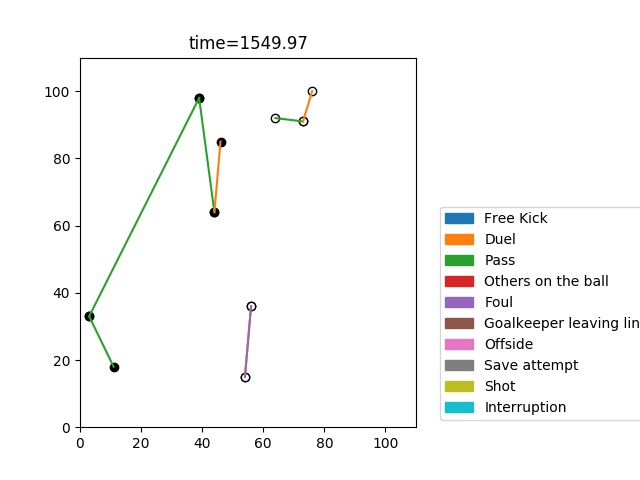 time=1549.97
100
80
60
40
20
0
0 20 40 60 80 100
Free Kick
Duel
Pass
Others on the ball
Foul
Goalkeeper leaving lin
Offside
Save attempt
Shot
Interruption